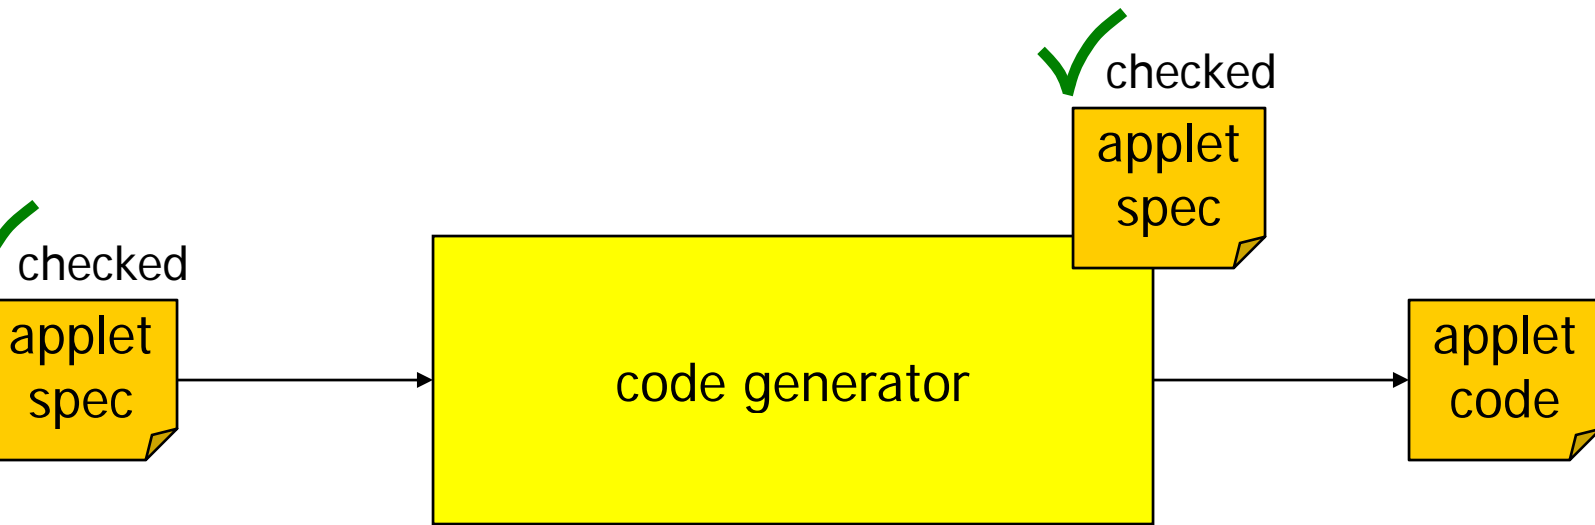 checked
applet
spec
checked
applet
spec
code generator
applet
code